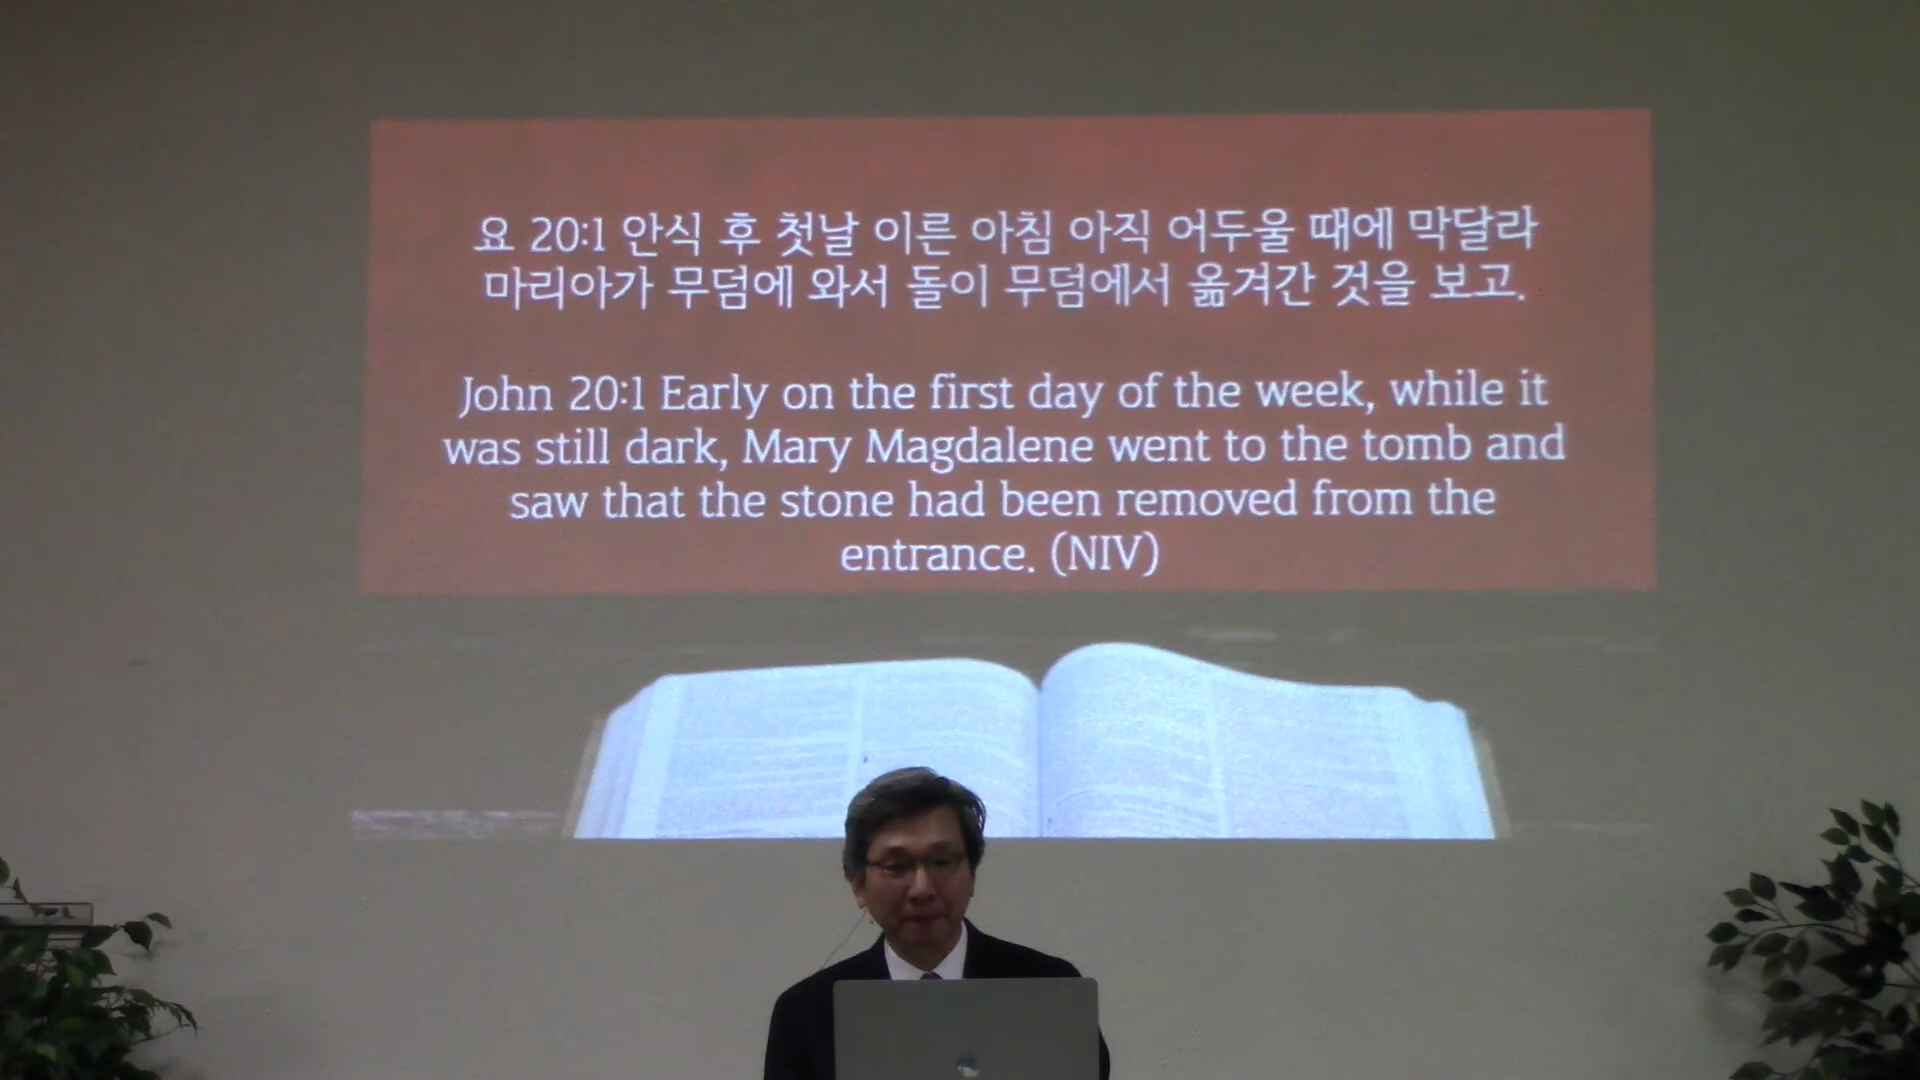 요 20:1 안식 후 첫날 이른 아침 아직 어두울 때에 막달라
마리아가 무덤에 와서 돌이 무덤에서 옮겨간 것을 보고.
John 20:1 Early on the first day of the week, while it
was still dark, Mary Magdalene went to the tomb and
saw that the stone had been removed from the
entrance. (NIV)